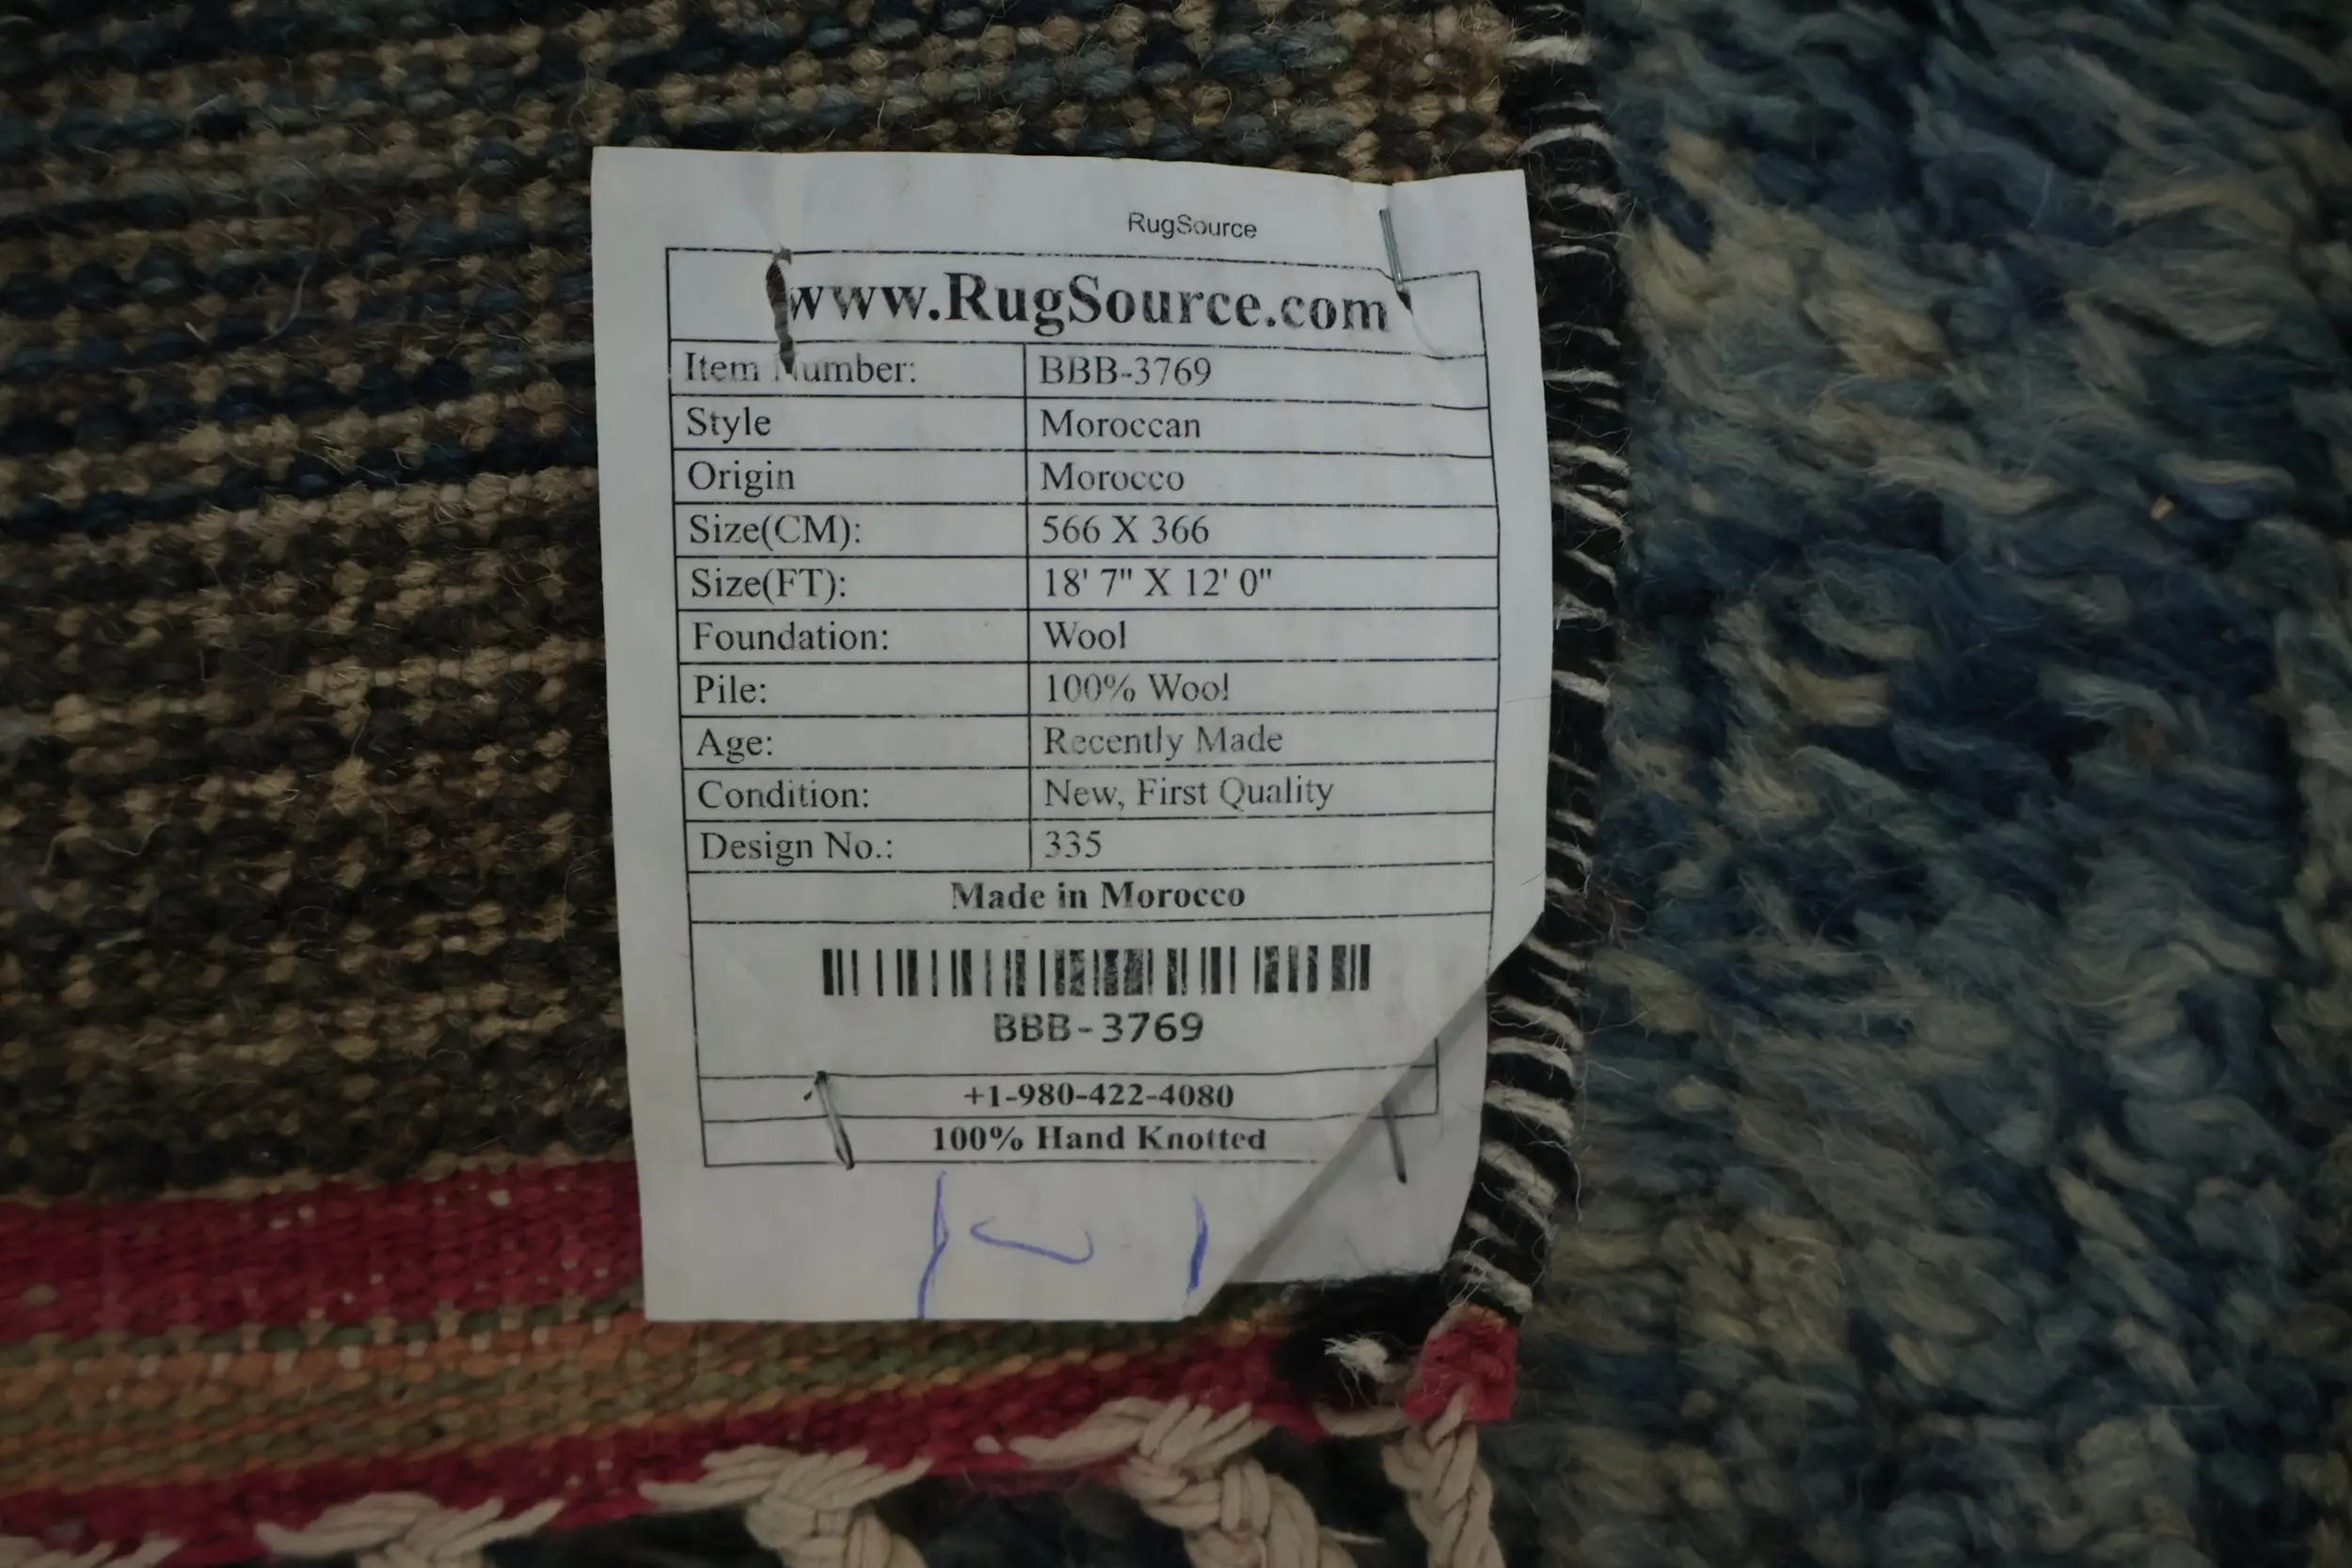 RugSource
www.RugSource.com
Item Number: BBB-3769
Style Moroccan
Origin Morocco
Size(CM): 566 X 366
Size(FT): 18' 7" X 12' 0"
Foundation: Wool
Pile: 100% Wool
Age: Recently Made
Condition: New, First Quality
Design No.: 335
Made in Morocco
BBB-3769
+1-980-422-4080
100% Hand Knotted